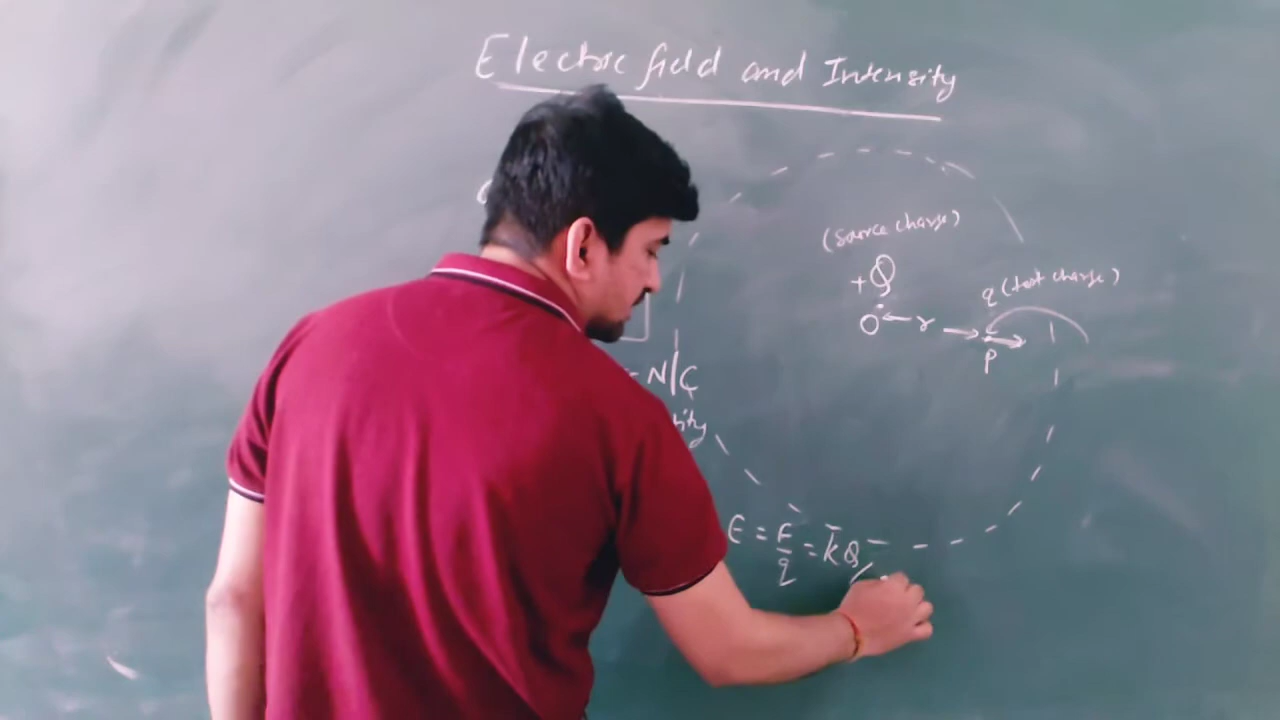 Electric field and Intensity
(Source charge)
+Q
q (test charge)
O r
P
N/C
E = F/q = kQ